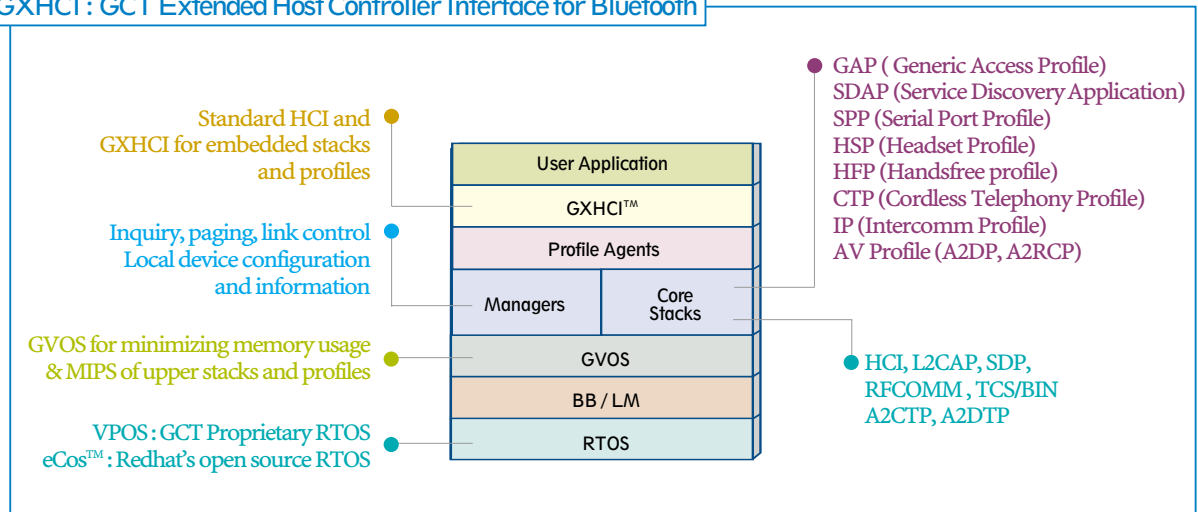 GXHCI : GCT Extended Host Controller Interface for Bluetooth
Standard HCI and
GXHCI for embedded stacks
and profiles
Inquiry, paging, link control
Local device configuration
and information
GVOS for minimizing memory usage
& MIPS of upper stacks and profiles
VPOS : GCT Proprietary RTOS
eCos™ : Redhat's open source RTOS
User Application
GXHCI™
Profile Agents
Managers
Core
Stacks
GVOS
BB / LM
RTOS
GAP ( Generic Access Profile)
SDAP (Service Discovery Application)
SPP (Serial Port Profile)
HSP (Headset Profile)
HFP (Handsfree profile)
CTP (Cordless Telephony Profile)
IP (Intercomm Profile)
AV Profile (A2DP, A2RCP)
HCI, L2CAP, SDP,
RFCOMM , TCS/BIN
A2CTP, A2DTP